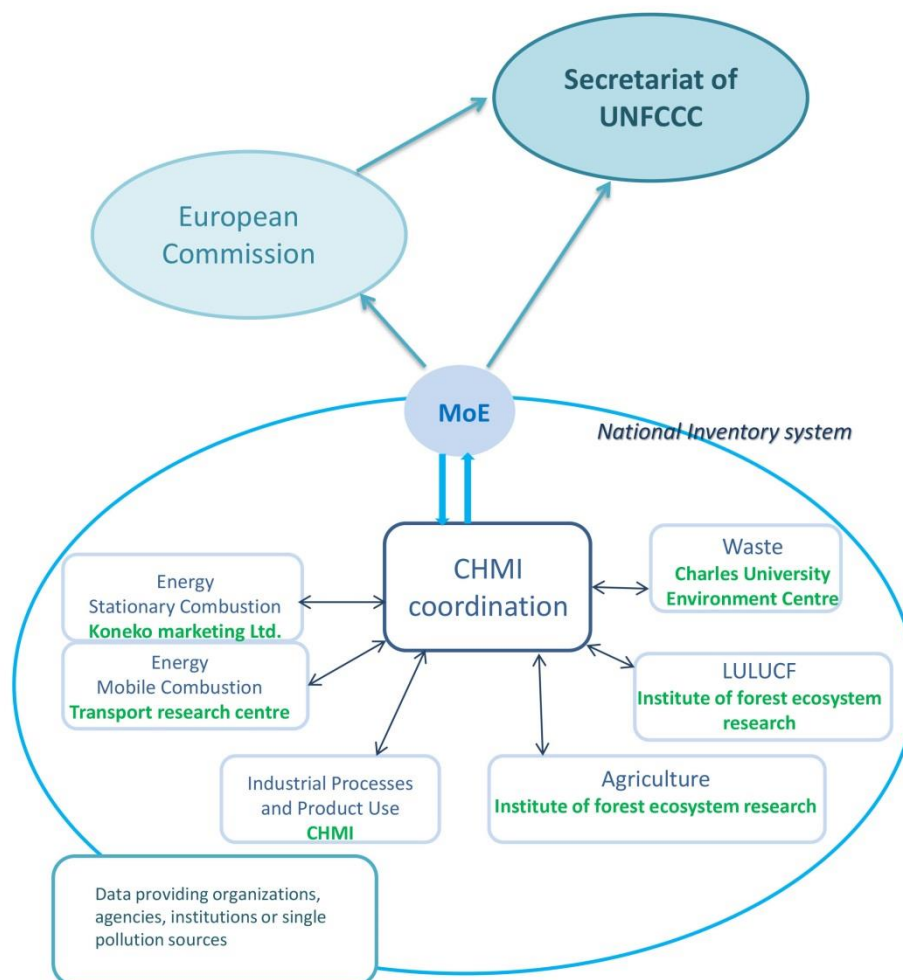 Secretariat of
UNFCCC
European
Commission
MoE
National Inventory system
CHMI
coordination
Energy
Stationary Combustion
Koneko marketing Ltd.
Energy
Mobile Combustion
Transport research centre
Waste
Charles University
Environment Centre
LULUCF
Institute of forest ecosystem
research
Industrial Processes
and Product Use
CHMI
Agriculture
Institute of forest ecosystem research
Data providing organizations,
agencies, institutions or single
pollution sources